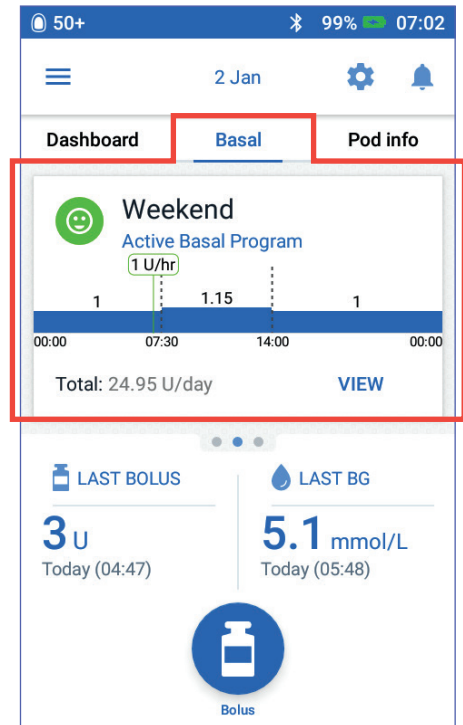 50+ 99% 07:02
2 Jan
Dashboard Basal Pod info
Weekend
Active Basal Program
1 U/hr
1 1.15 1
00:00 07:30 14:00 00:00
Total: 24.95 U/day VIEW
LAST BOLUS LAST BG
3 U 5.1 mmol/L
Today (04:47) Today (05:48)
Bolus